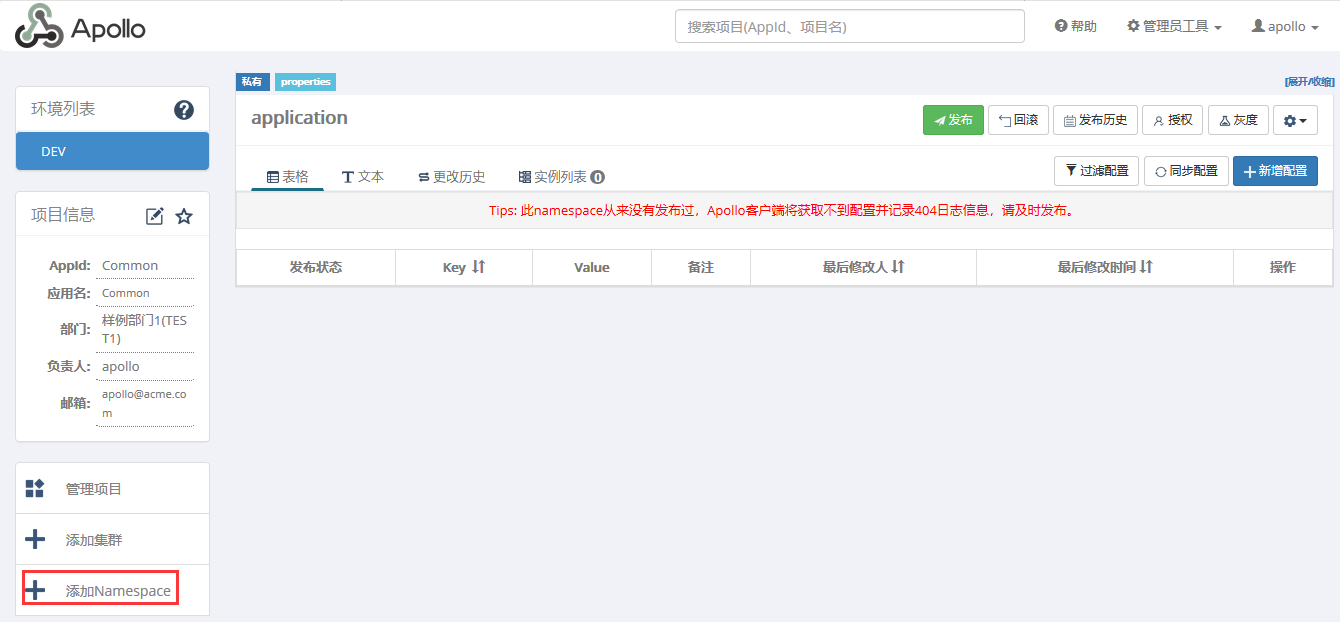 Apollo
搜索项目(AppId、项目名)
帮助
管理员工具
apollo
环境列表
DEV
项目信息
AppId: Common
应用名: Common
部门: 样例部门1(TES
T1)
负责人: apollo
邮箱: apollo@acme.co
m
管理项目
添加集群
添加Namespace
私有 properties
[展开/收缩]
application
发布 回滚 发布历史 授权 灰度
表格 文本 更改历史 实例列表 0
过滤配置 同步配置 新增配置
Tips: 此namespace从来没有发布过，Apollo客户端将获取不到配置并记录404日志信息，请及时发布。
发布状态 Key Value 备注 最后修改人 最后修改时间 操作